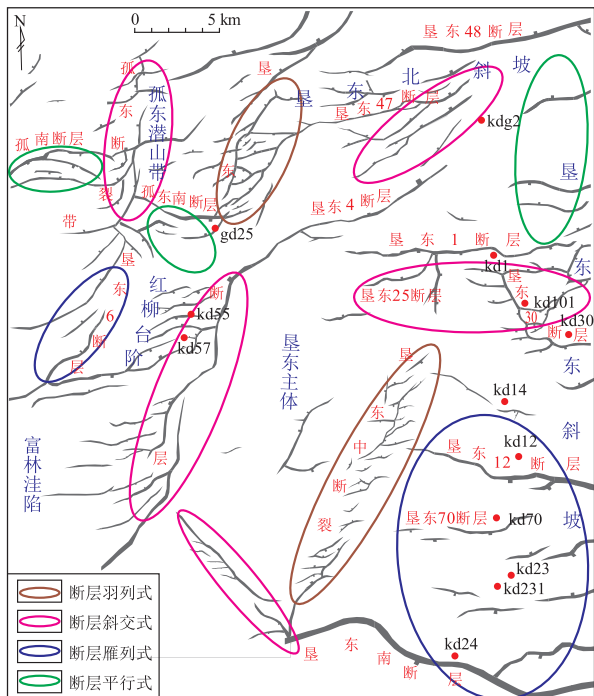 N
0 5 km
垦东48断层
垦东北斜坡
垦东47断层
kdg2
孤东断裂带
孤东潜山带
垦东
孤南断层
孤东南断层
gd25
垦东4断层
垦东1断层
kd1
垦东25断层
垦东30断层
kd101
kd30
垦东东斜坡
垦东6断层
红柳台阶
断层
kd55
kd57
垦东主体
富林洼陷
垦东中断裂
kd14
kd12
垦东12断层
垦东70断层
kd70
kd23
kd231
kd24
垦东南断层
断层羽列式
断层斜交式
断层雁列式
断层平行式